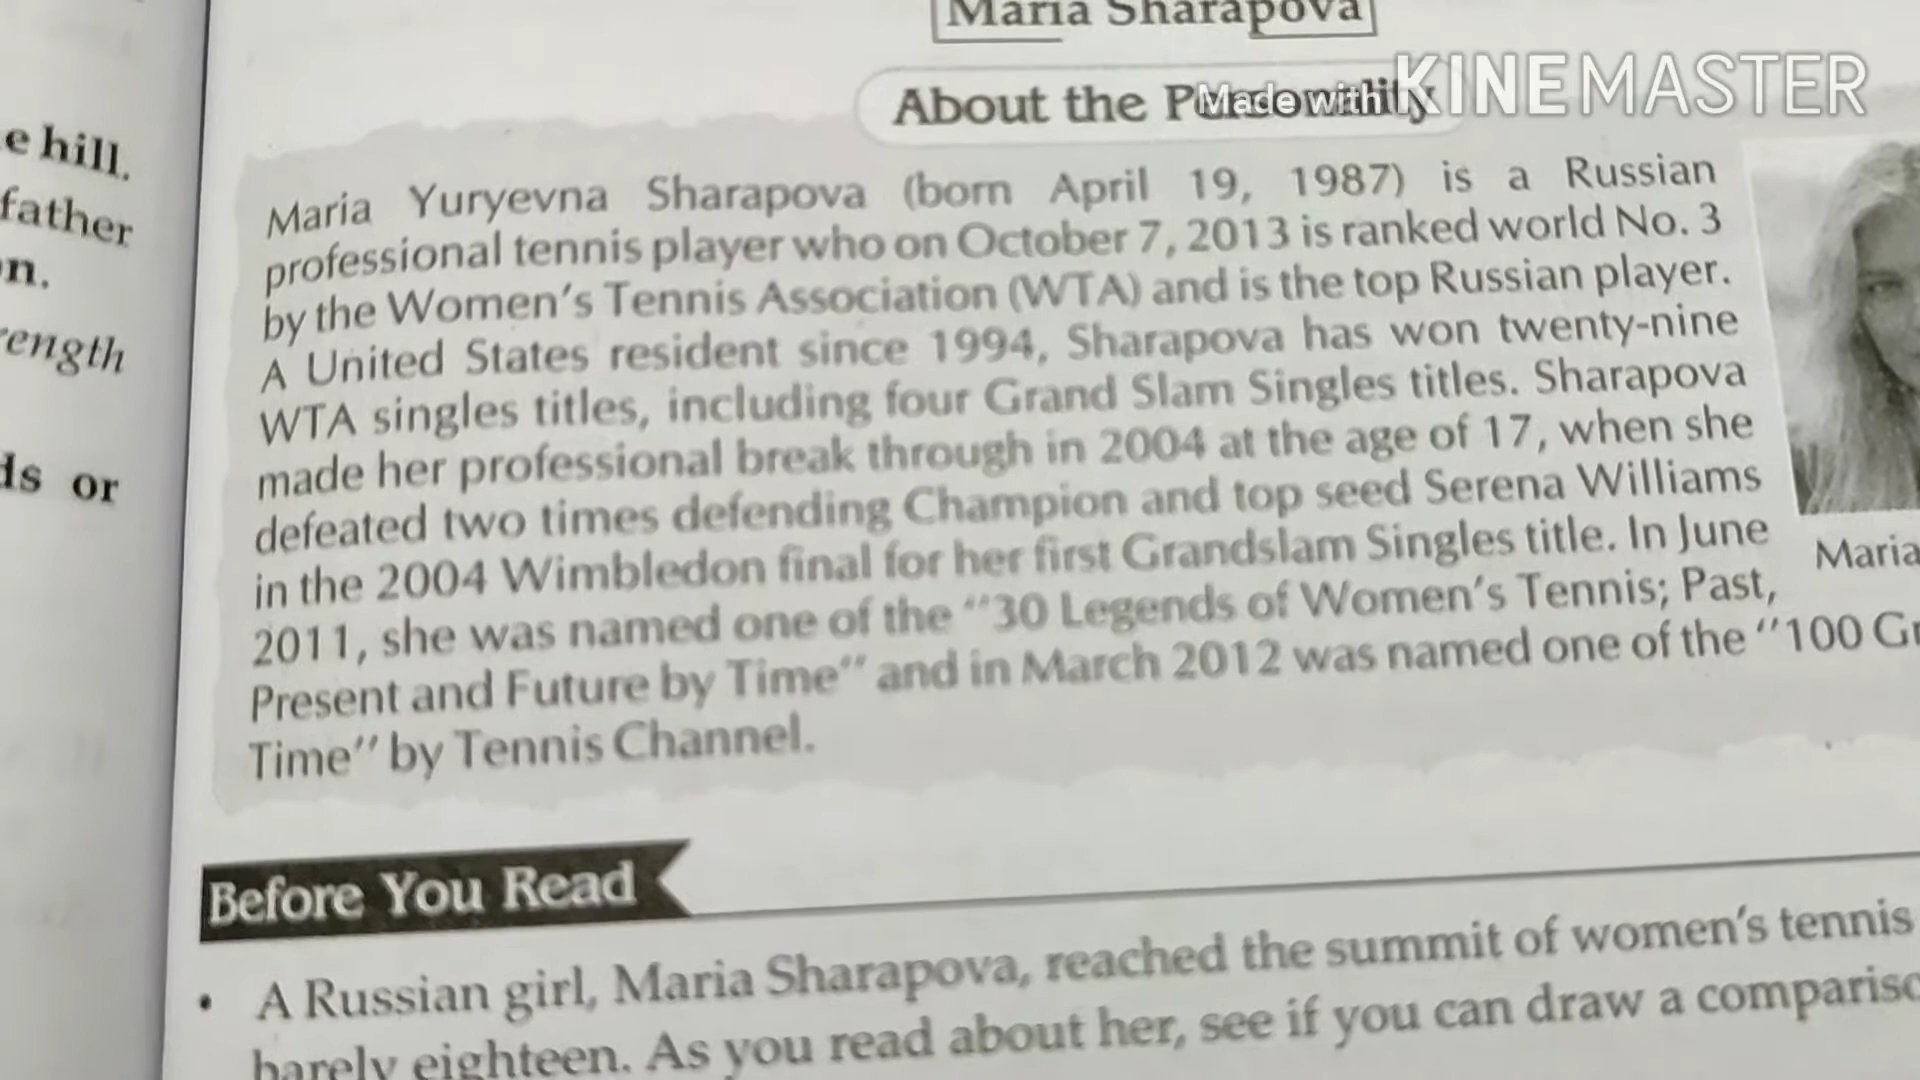 Maria Sharapova
About the Personality
Made with KINEMASTER
e hill.
father
n.
rength
ds or
Maria Yuryevna Sharapova (born April 19, 1987) is a Russian
professional tennis player who on October 7, 2013 is ranked world No. 3
by the Women's Tennis Association (WTA) and is the top Russian player.
A United States resident since 1994, Sharapova has won twenty-nine
WTA singles titles, including four Grand Slam Singles titles. Sharapova
made her professional break through in 2004 at the age of 17, when she
defeated two times defending Champion and top seed Serena Williams
in the 2004 Wimbledon final for her first Grandslam Singles title. In June
2011, she was named one of the "30 Legends of Women's Tennis; Past,
Present and Future by Time" and in March 2012 was named one of the "100 Gr
Time" by Tennis Channel.
Maria
Before You Read
• A Russian girl, Maria Sharapova, reached the summit of women's tennis
barely eighteen. As you read about her, see if you can draw a compariso